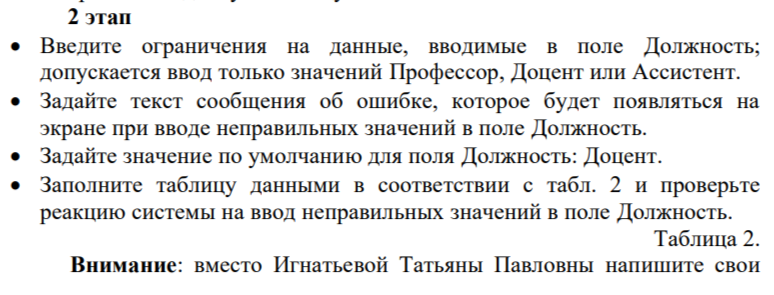 2 этап
• Введите ограничения на данные, вводимые в поле Должность;
допускается ввод только значений Профессор, Доцент или Ассистент.
• Задайте текст сообщения об ошибке, которое будет появляться на
экране при вводе неправильных значений в поле Должность.
• Задайте значение по умолчанию для поля Должность: Доцент.
• Заполните таблицу данными в соответствии с табл. 2 и проверьте
реакцию системы на ввод неправильных значений в поле Должность.
Таблица 2.
Внимание: вместо Игнатьевой Татьяны Павловны напишите свои